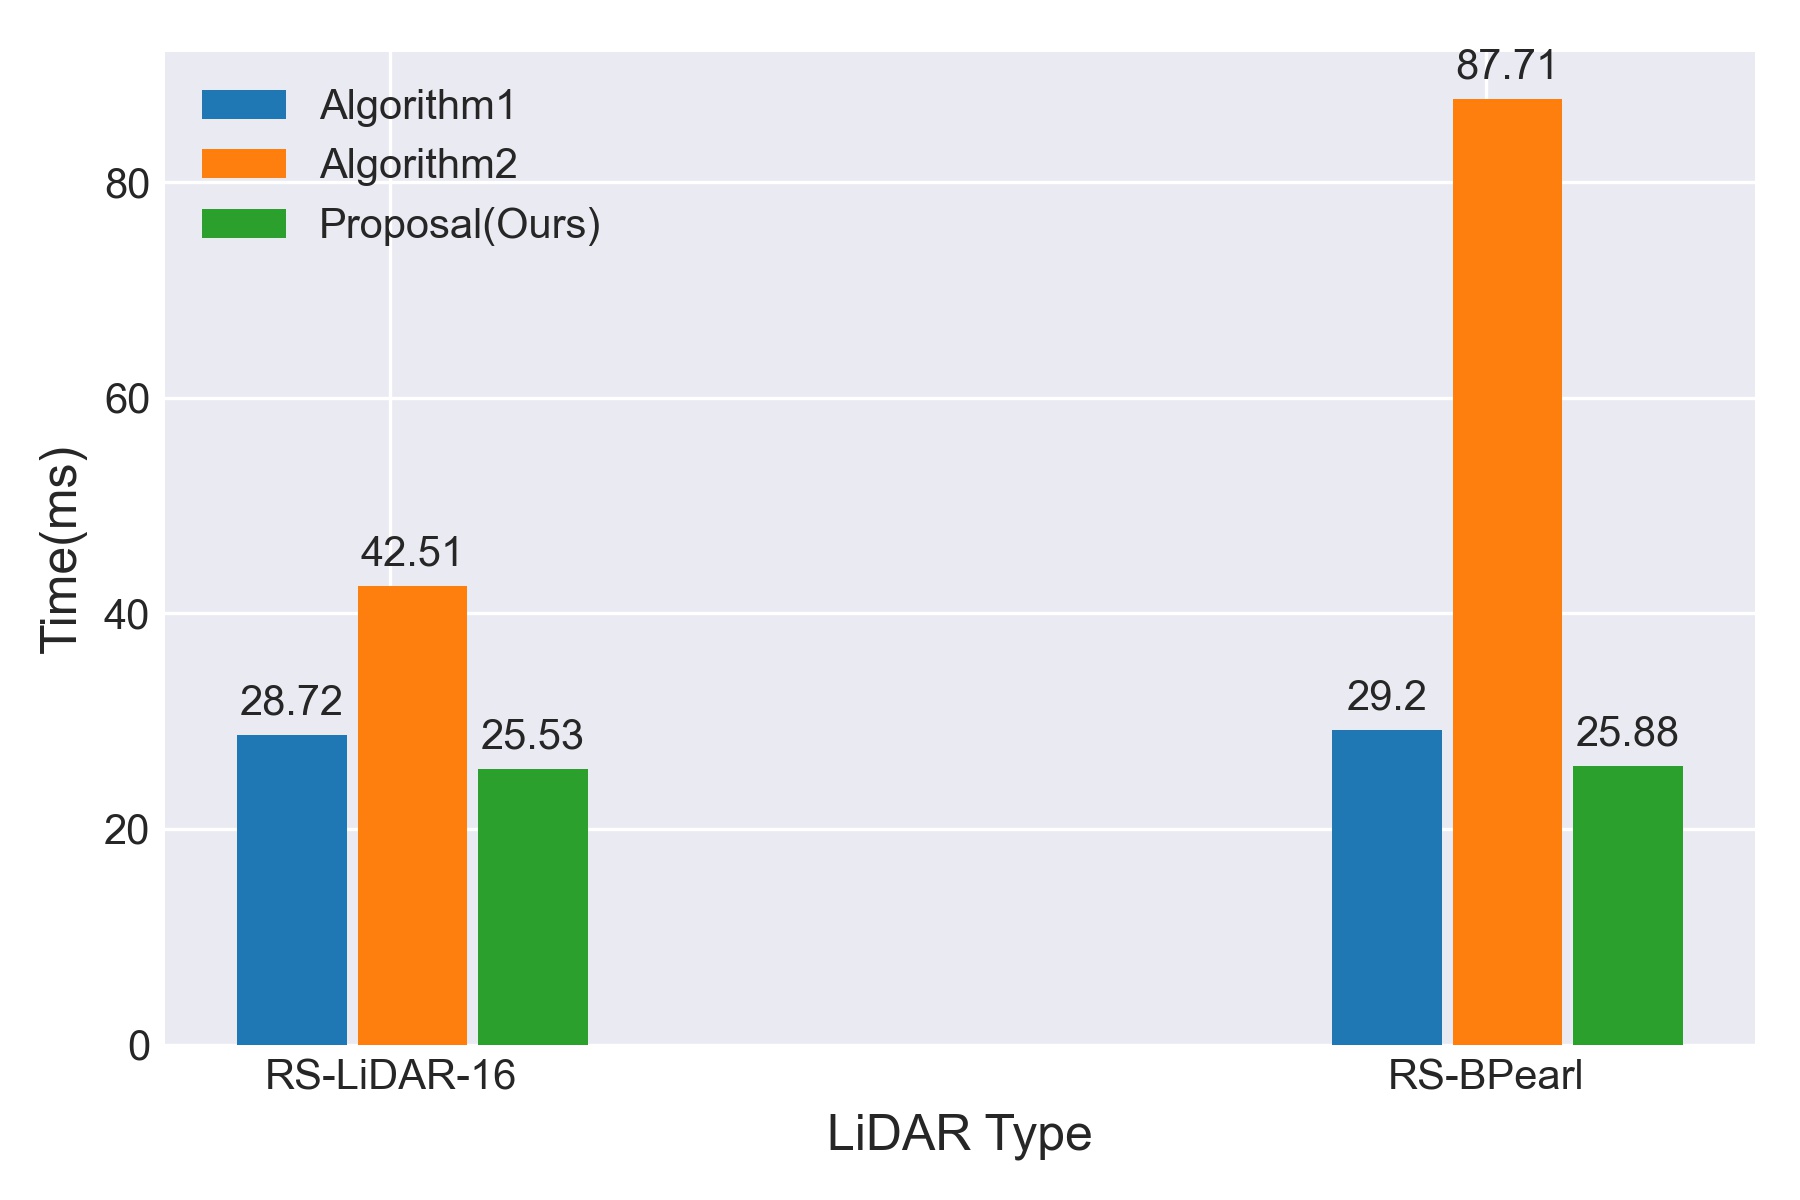 Algorithm1
Algorithm2
Proposal(Ours)
87.71
80
60
42.51
40
28.72
25.53
29.2
25.88
20
0
Time(ms)
RS-LiDAR-16
RS-BPearl
LiDAR Type